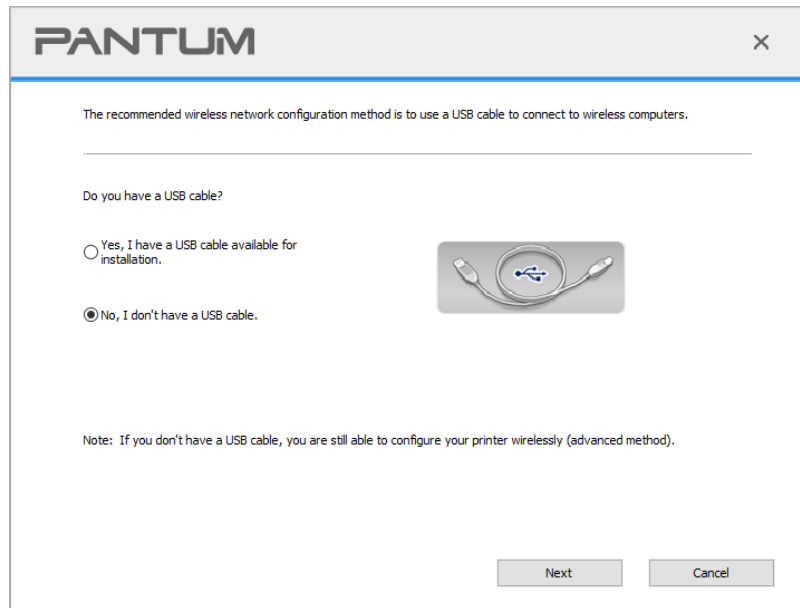 PANTUM
The recommended wireless network configuration method is to use a USB cable to connect to wireless computers.
Do you have a USB cable?
Yes, I have a USB cable available for
installation.
No, I don't have a USB cable.
Note: If you don't have a USB cable, you are still able to configure your printer wirelessly (advanced method).
Next Cancel